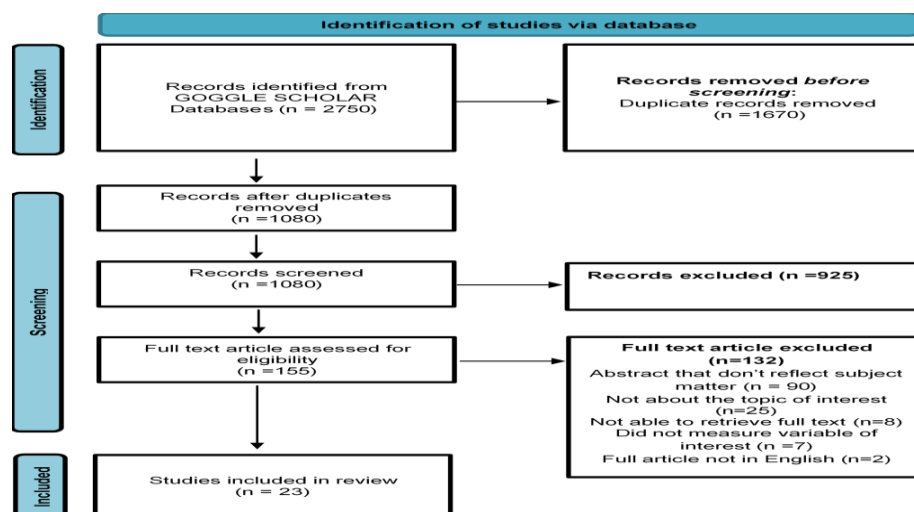 Identification of studies via database
Identification
Records identified from
GOGGLE SCHOLAR
Databases (n = 2750)
Records removed before
screening:
Duplicate records removed
(n =1670)
Screening
Records after duplicates
removed
(n =1080)
Records screened
(n =1080)
Records excluded (n =925)
Full text article assessed for
eligibility
(n =155)
Full text article excluded
(n=132)
Abstract that don't reflect subject
matter (n = 90)
Not about the topic of interest
(n=25)
Not able to retrieve full text (n=8)
Did not measure variable of
interest (n =7)
Full article not in English (n=2)
Included
Studies included in review
(n = 23)